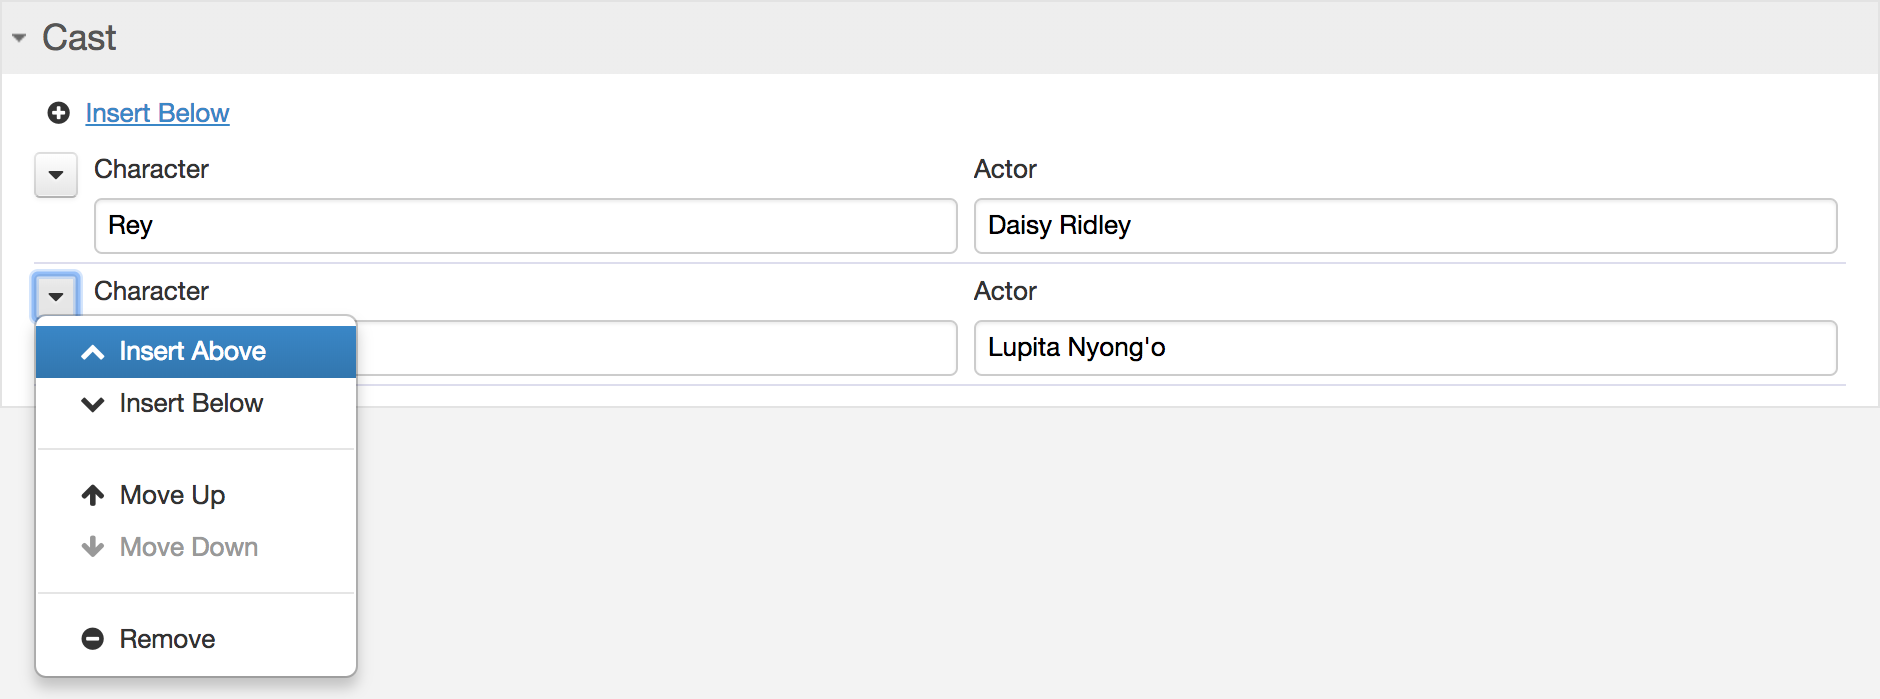 Cast
Insert Below
Character Actor
Rey Daisy Ridley
Character Actor
Lupita Nyong'o
Insert Above
Insert Below
Move Up
Move Down
Remove